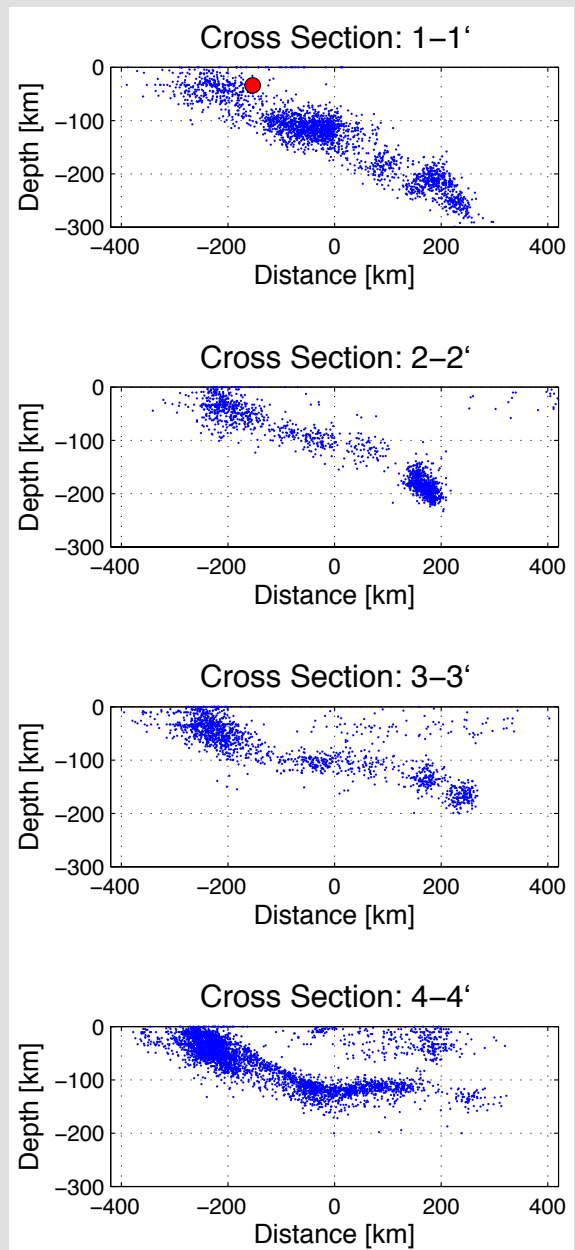 Cross Section: 1−1‘
0
−100
−200
−300
Depth [km]
−400 −200 0 200 400
Distance [km]
Cross Section: 2−2‘
0
−100
−200
−300
Depth [km]
−400 −200 0 200 400
Distance [km]
Cross Section: 3−3‘
0
−100
−200
−300
Depth [km]
−400 −200 0 200 400
Distance [km]
Cross Section: 4−4‘
0
−100
−200
−300
Depth [km]
−400 −200 0 200 400
Distance [km]